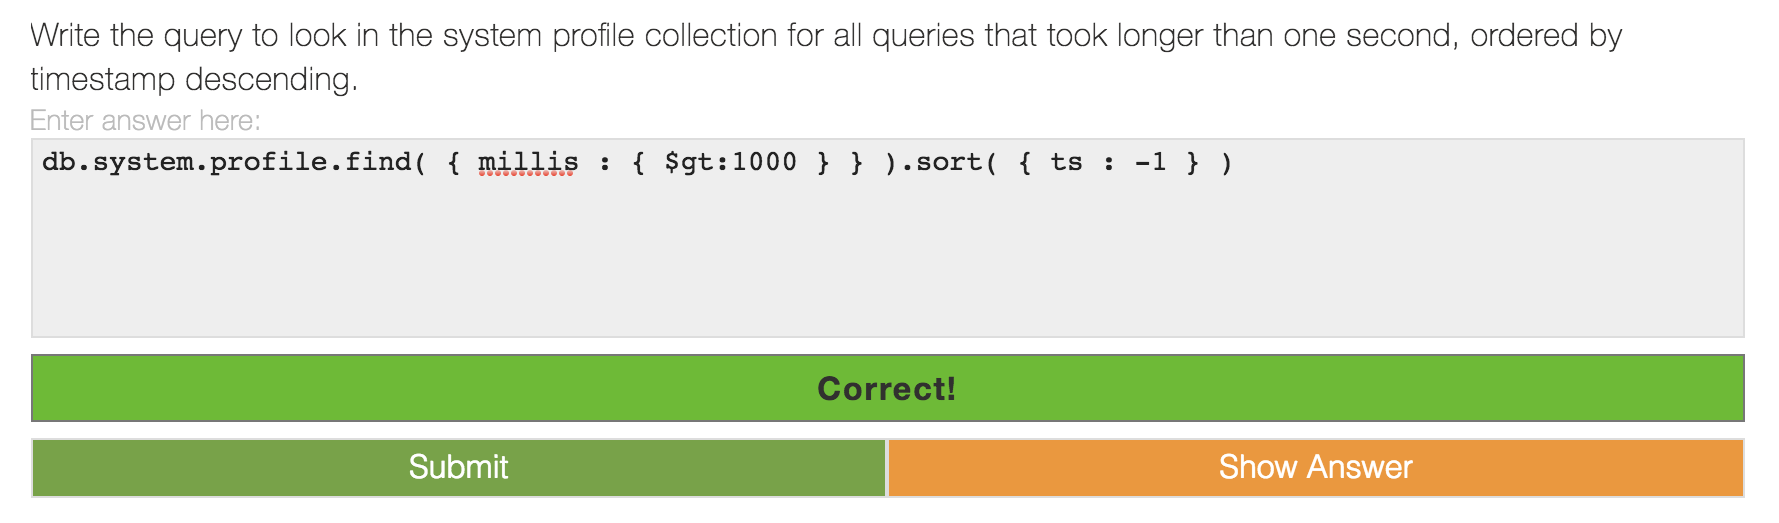 Write the query to look in the system profile collection for all queries that took longer than one second, ordered by
timestamp descending.
Enter answer here:
db.system.profile.find( { millis : { $gt:1000 } } ).sort( { ts : -1 } )
Correct!
Submit
Show Answer